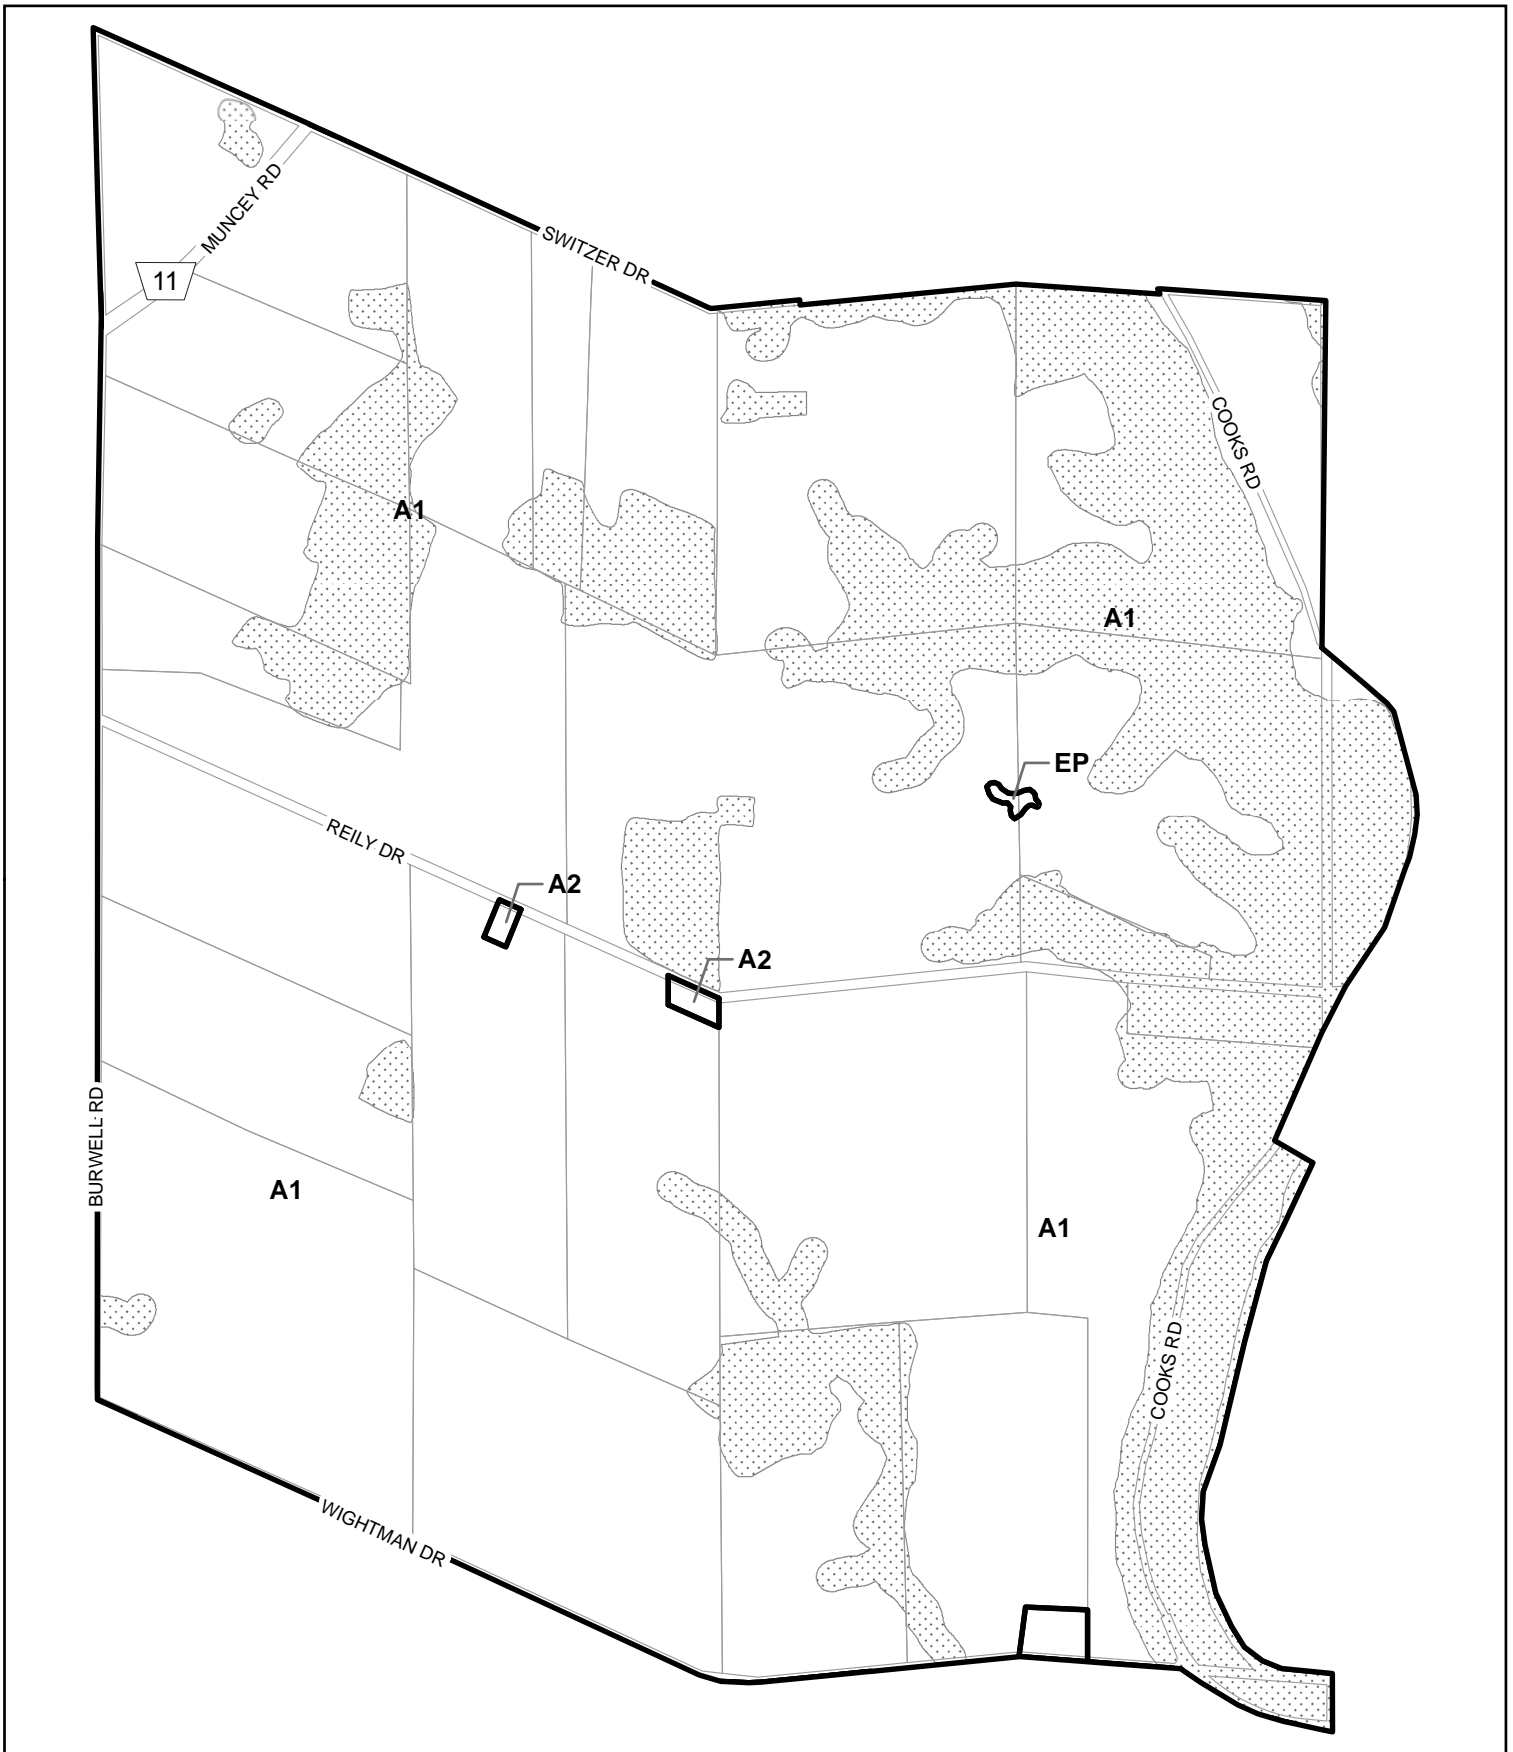 MUNCEY RD
11
SWITZER DR
COOKS RD
A1
A1
EP
REILY DR
A2
A2
BURWELL RD
A1
A1
COOKS RD
WIGHTMAN DR